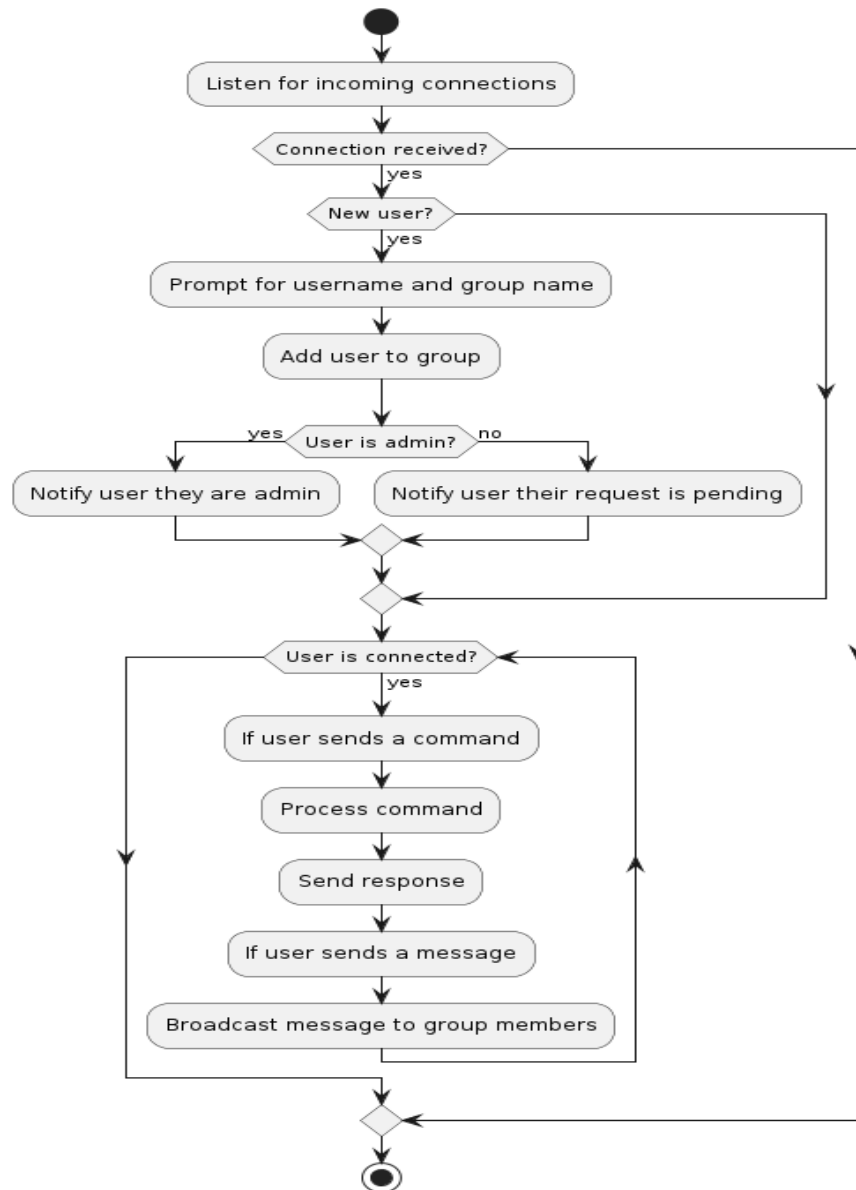 Listen for incoming connections
Connection received?
yes
New user?
yes
Prompt for username and group name
Add user to group
yes
User is admin?
no
Notify user they are admin
Notify user their request is pending
User is connected?
yes
If user sends a command
Process command
Send response
If user sends a message
Broadcast message to group members